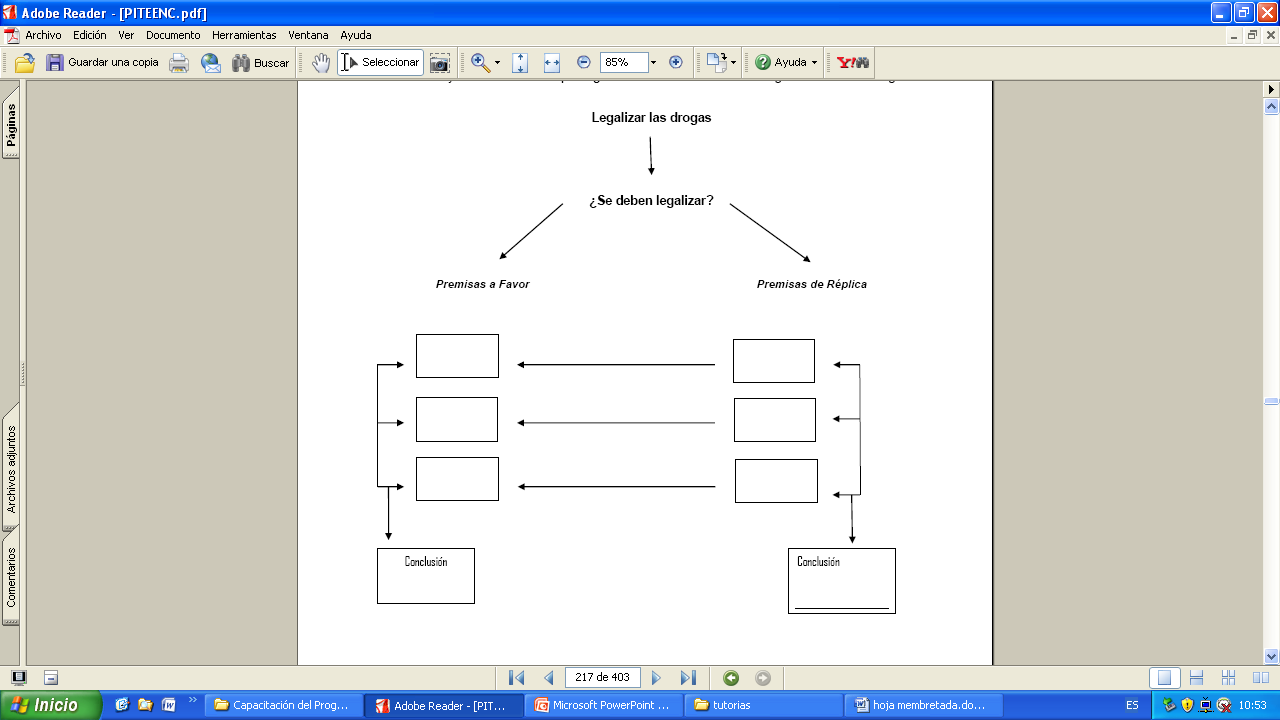 Adobe Reader - [PITEENC.pdf]
Archivo Edición Ver Documento Herramientas Ventana Ayuda
Guardar una copia Buscar Seleccionar 85% Ayuda Y!
Páginas
Archivos adjuntos
Comentarios
Legalizar las drogas
¿Se deben legalizar?
Premisas a Favor Premisas de Réplica
Conclusión Conclusión
217 de 403
Inicio Capacitación del Prog... Adobe Reader - [PIT... Microsoft PowerPoint ... tutorias hoja membretada.do... ES 10:53